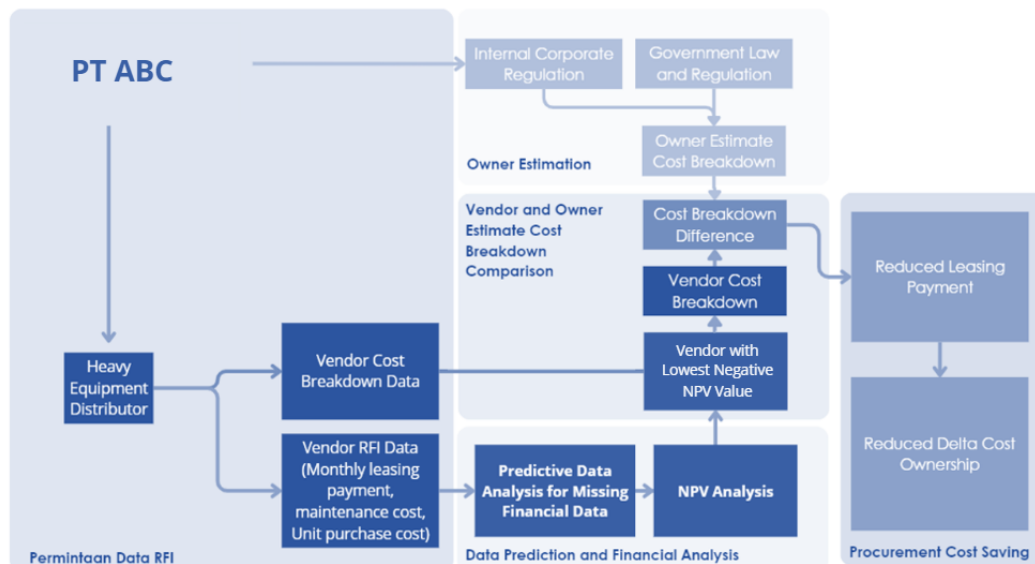 PT ABC
Internal Corporate
Regulation
Government Law
and Regulation
Owner Estimate
Cost Breakdown
Owner Estimation
Vendor and Owner
Estimate Cost
Breakdown
Comparison
Cost Breakdown
Difference
Vendor Cost
Breakdown
Reduced Leasing
Payment
Heavy
Equipment
Distributor
Vendor Cost
Breakdown Data
Vendor with
Lowest Negative
NPV Value
Reduced Delta Cost
Ownership
Vendor RFI Data
(Monthly leasing
payment,
maintenance cost,
Unit purchase cost)
Predictive Data
Analysis for Missing
Financial Data
NPV Analysis
Permintaan Data RFI
Data Prediction and Financial Analysis
Procurement Cost Saving